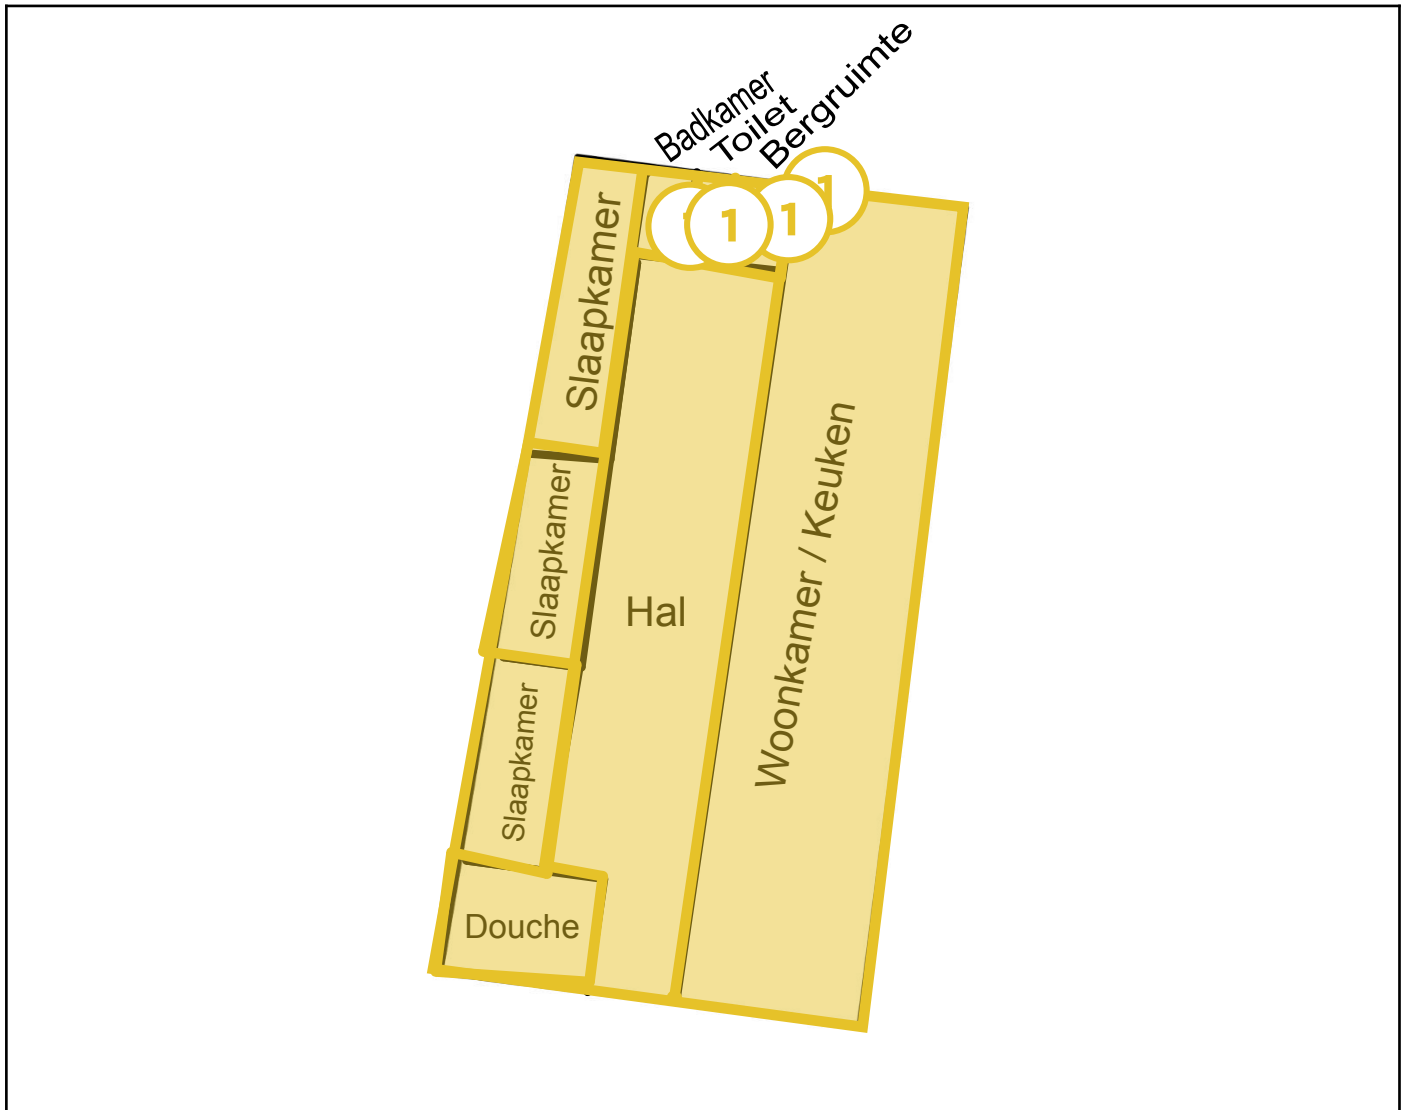 Badkamer
Toilet
Bergruimte
1
1
1
Slaapkamer
Slaapkamer
Slaapkamer
Hal
Woonkamer / Keuken
Douche